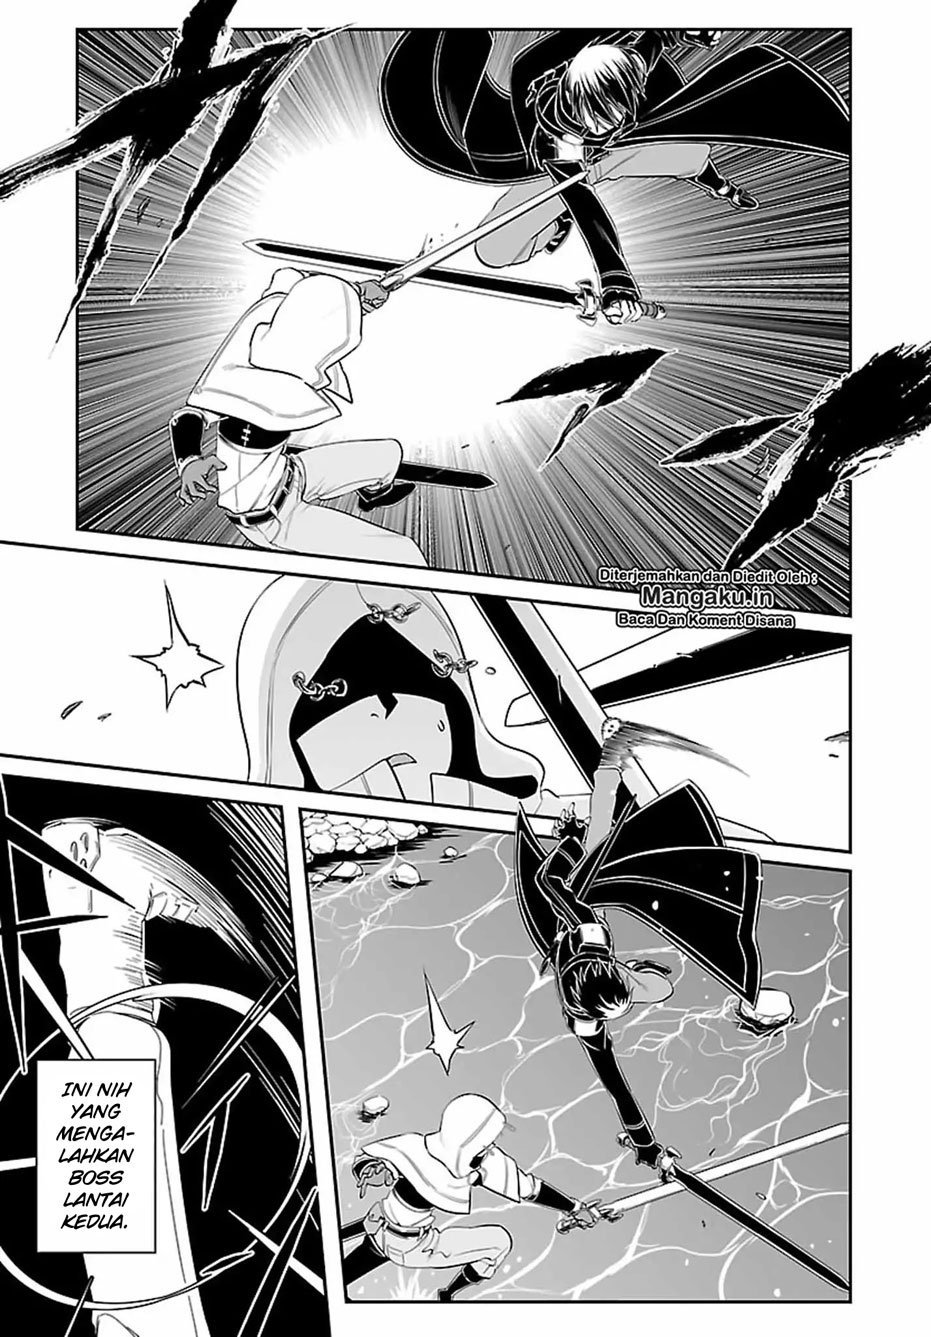 Diterjemahkan dan Diedit Oleh :
Mangaku.in
Baca Dan Koment Disana
INI NIH
YANG
MENGA-
LAHKAN
BOSS
LANTAI
KEDUA.